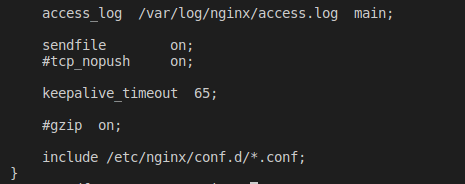 access_log  /var/log/nginx/access.log  main;
sendfile        on;
#tcp_nopush     on;
keepalive_timeout  65;
#gzip  on;
include /etc/nginx/conf.d/*.conf;
}